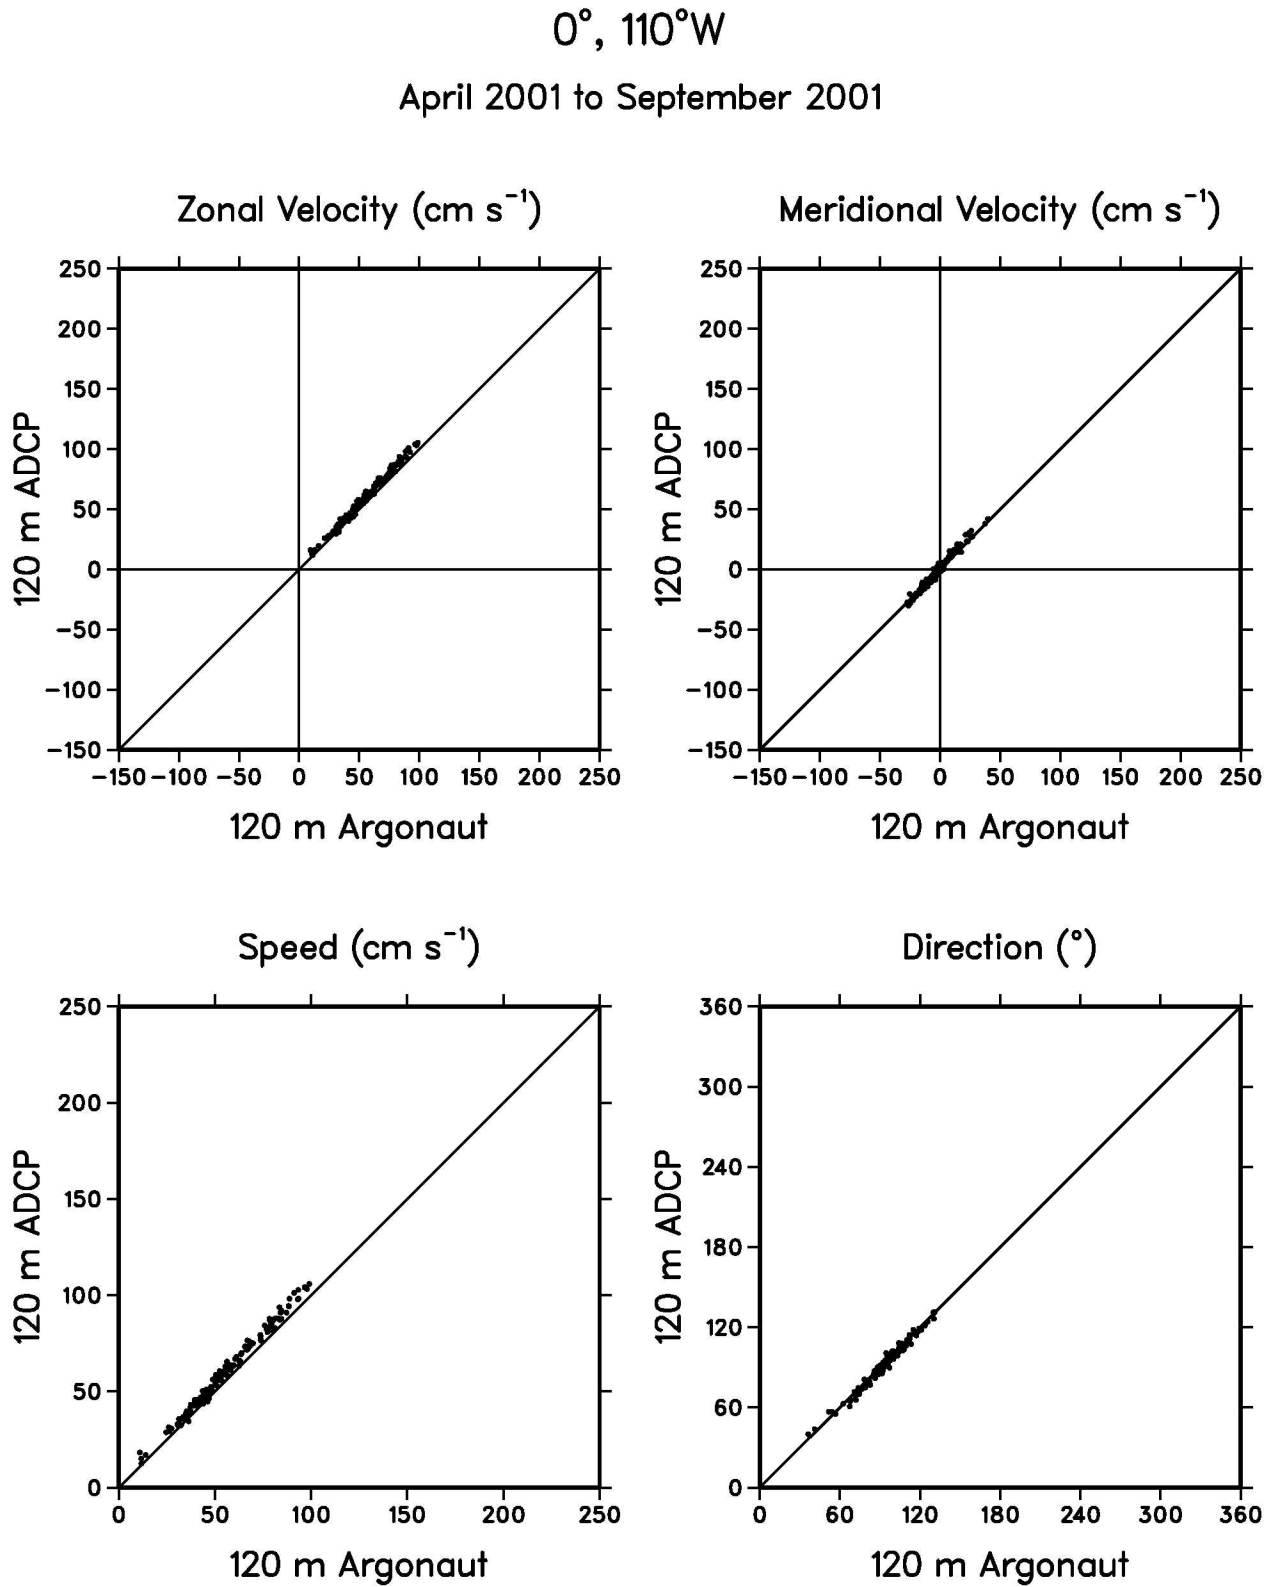 0°, 110°W
April 2001 to September 2001
Zonal Velocity (cm s⁻¹)
250
200
150
100
50
0
−50
−100
−150
−150 −100 −50 0 50 100 150 200 250
120 m ADCP
120 m Argonaut
Meridional Velocity (cm s⁻¹)
250
200
150
100
50
0
−50
−100
−150
−150 −100 −50 0 50 100 150 200 250
120 m ADCP
120 m Argonaut
Speed (cm s⁻¹)
250
200
150
100
50
0
0 50 100 150 200 250
120 m ADCP
120 m Argonaut
Direction (°)
360
300
240
180
120
60
0
0 60 120 180 240 300 360
120 m ADCP
120 m Argonaut